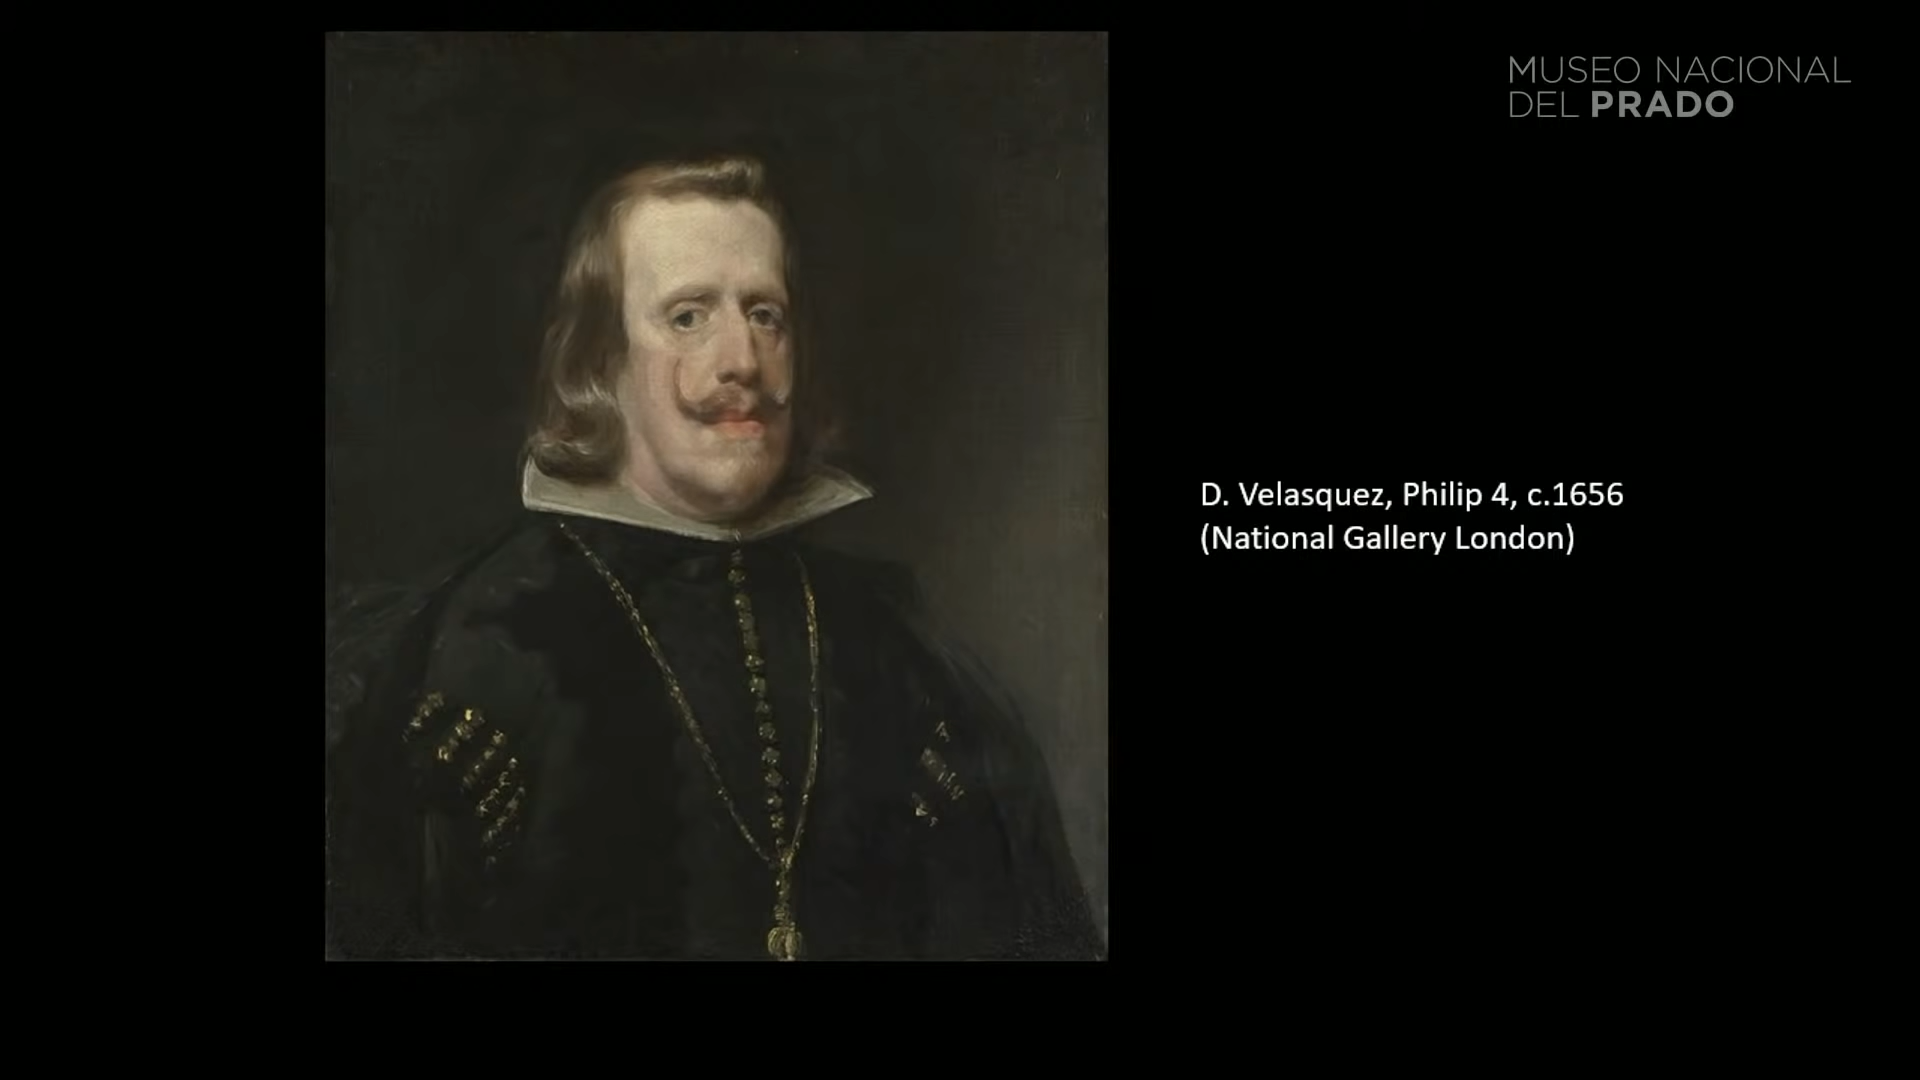 MUSEO NACIONAL
DEL PRADO
D. Velasquez, Philip 4, c.1656
(National Gallery London)